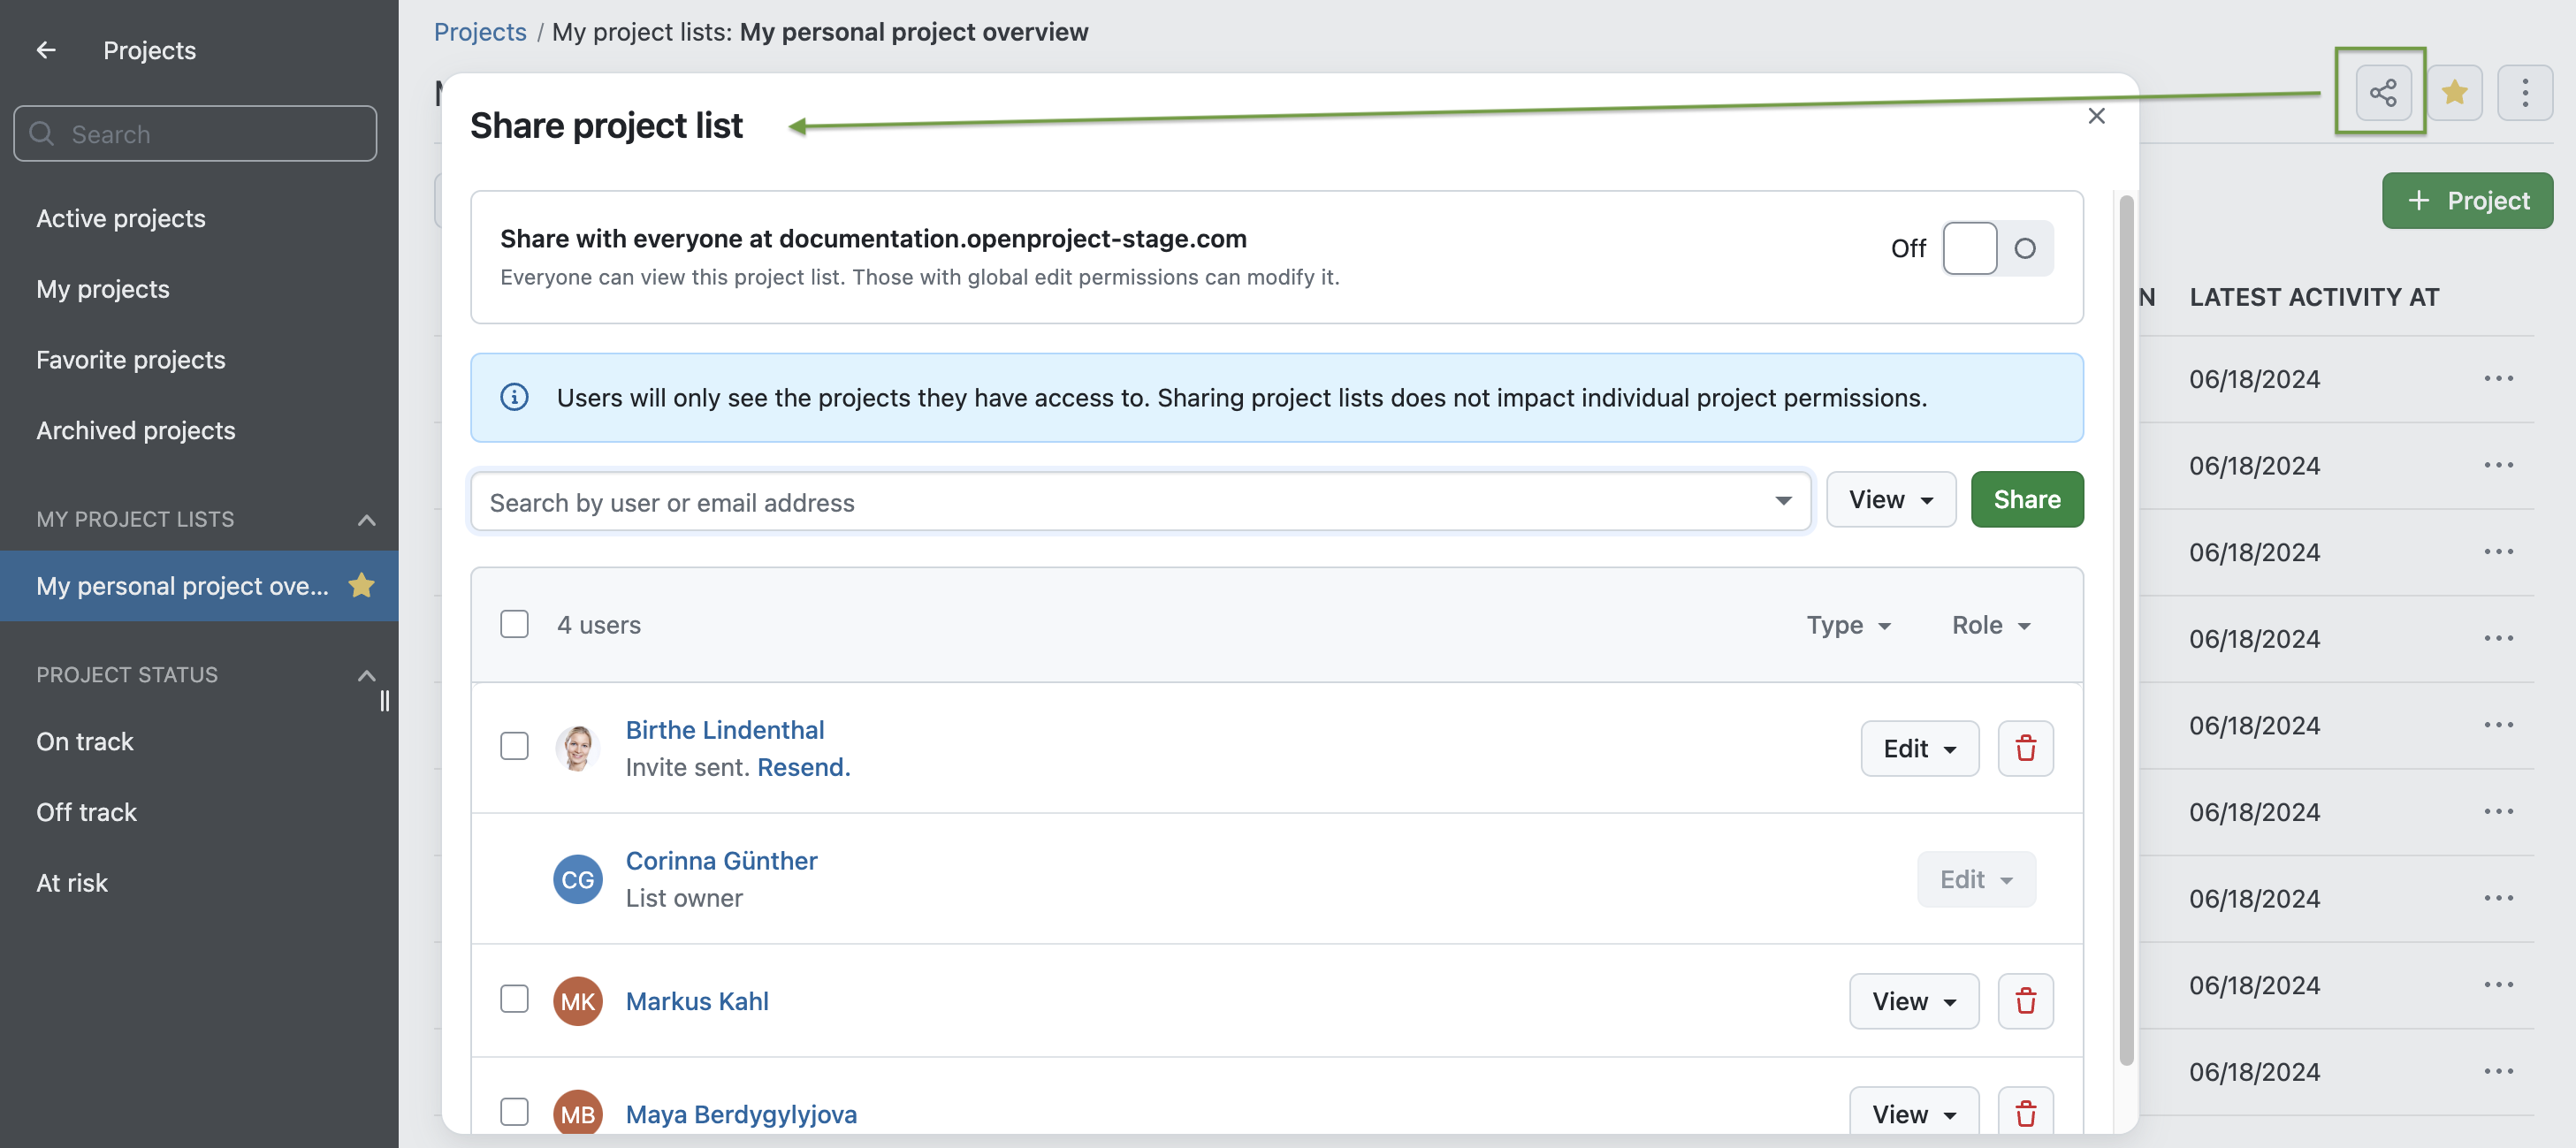 Projects
Search
Active projects
My projects
Favorite projects
Archived projects
MY PROJECT LISTS
My personal project ove...
PROJECT STATUS
On track
Off track
At risk
Projects / My project lists: My personal project overview
Share project list
Share with everyone at documentation.openproject-stage.com
Everyone can view this project list. Those with global edit permissions can modify it.
Off
Users will only see the projects they have access to. Sharing project lists does not impact individual project permissions.
Search by user or email address
View
Share
4 users
Type
Role
Birthe Lindenthal
Invite sent. Resend.
Edit
CG
Corinna Günther
List owner
Edit
MK
Markus Kahl
View
MB
Maya Berdygylyjova
View
+ Project
N LATEST ACTIVITY AT
06/18/2024
06/18/2024
06/18/2024
06/18/2024
06/18/2024
06/18/2024
06/18/2024
06/18/2024
06/18/2024